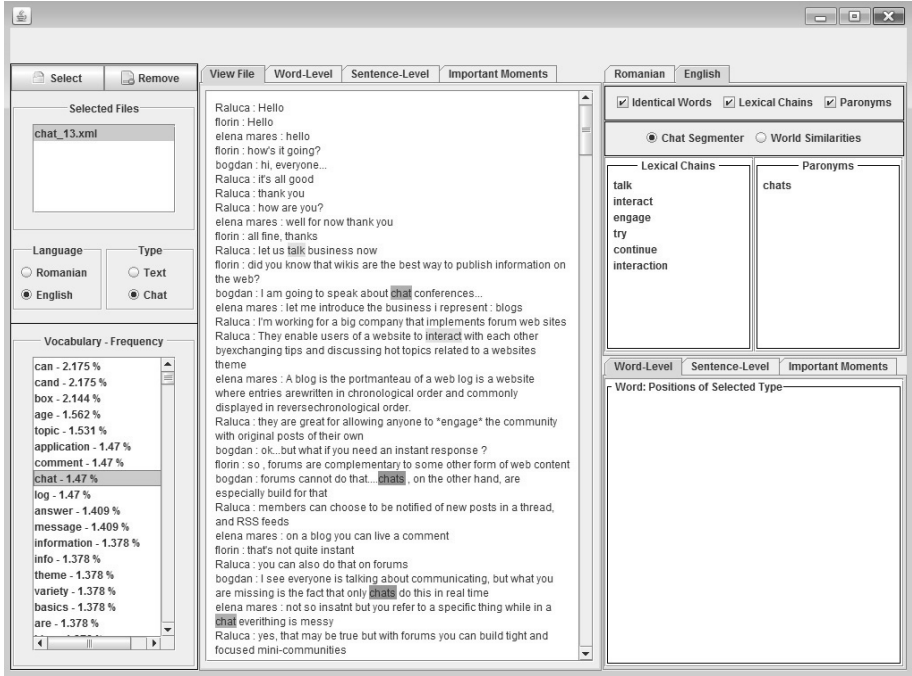 Select
Remove
Selected Files
chat_13.xml
Language
Type
Romanian
Text
English
Chat
Vocabulary - Frequency
can - 2.175 %
cand - 2.175 %
box - 2.144 %
age - 1.562 %
topic - 1.531 %
application - 1.47 %
comment - 1.47 %
chat - 1.47 %
log - 1.47 %
answer - 1.409 %
message - 1.409 %
information - 1.378 %
info - 1.378 %
theme - 1.378 %
variety - 1.378 %
basics - 1.378 %
are - 1.378 %
View File
Word-Level
Sentence-Level
Important Moments
Raluca : Hello
florin : Hello
elena mares : hello
florin : how's it going?
bogdan : hi, everyone...
Raluca : it's all good
Raluca : thank you
Raluca : how are you?
elena mares : well for now thank you
florin : all fine, thanks
Raluca : let us talk business now
florin : did you know that wikis are the best way to publish information on
the web?
bogdan : I am going to speak about chat conferences...
elena mares : let me introduce the business i represent : blogs
Raluca : I'm working for a big company that implements forum web sites
Raluca : They enable users of a website to interact with each other
byexchanging tips and discussing hot topics related to a websites
theme
elena mares : A blog is the portmanteau of a web log is a website
where entries arewritten in chronological order and commonly
displayed in reversechronological order.
Raluca : they are great for allowing anyone to *engage* the community
with original posts of their own
bogdan : ok...but what if you need an instant response ?
florin : so , forums are complementary to some other form of web content
bogdan : forums cannot do that....chats , on the other hand, are
especially build for that
Raluca : members can choose to be notified of new posts in a thread,
and RSS feeds
elena mares : on a blog you can live a comment
florin : that's not quite instant
Raluca : you can also do that on forums
bogdan : I see everyone is talking about communicating, but what you
are missing is the fact that only chats do this in real time
elena mares : not so insatnt but you refer to a specific thing while in a
chat everithing is messy
Raluca : yes, that may be true but with forums you can build tight and
focused mini-communities
Romanian
English
Identical Words
Lexical Chains
Paronyms
Chat Segmenter
World Similarities
Lexical Chains
talk
interact
engage
try
continue
interaction
Paronyms
chats
Word-Level
Sentence-Level
Important Moments
Word: Positions of Selected Type